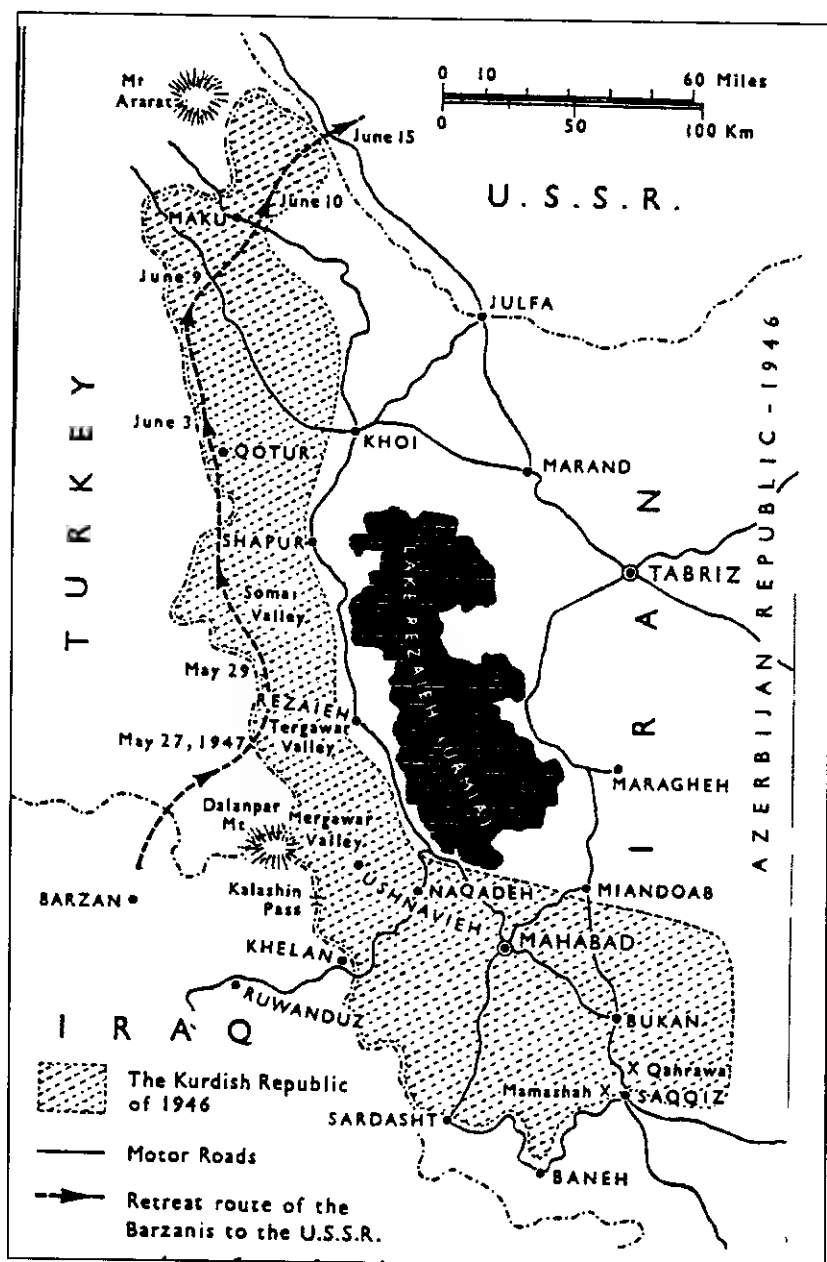 Mt
Ararat
0 10 60 Miles
50 100 Km
June 15
U.S.S.R.
June 10
MAKU
June 9
JULFA
TURKEY
June 3
QOTUR
KHOI
MARAND
SHAPUR
TABRIZ
IRAN
AZERBIJAN REPUBLIC-1946
LAKE REZAIEH (URMIA)
Somai
Valley
May 29
REZAIEH
Tergawar
Valley
May 27, 1947
MARAGHEH
Dalanpar
Mt.
Mergawar
Valley
BARZAN
Kalashin
Pass
USHNAVIEH
NAQADEH
MIANDOAB
MAHABAD
KHELAN
RUWANDUZ
IRAQ
BUKAN
Qahrawa
Mamashah
SAQQIZ
SARDASHT
BANEH
The Kurdish Republic
of 1946
Motor Roads
Retreat route of the
Barzanis to the U.S.S.R.